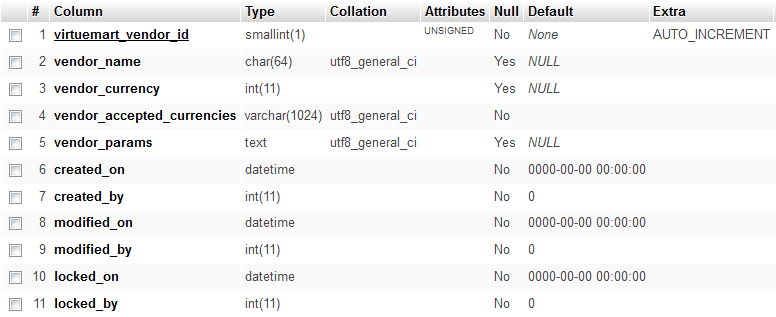 # Column Type Collation Attributes Null Default Extra
1 virtuemart_vendor_id smallint(1) UNSIGNED No None AUTO_INCREMENT
2 vendor_name char(64) utf8_general_ci Yes NULL
3 vendor_currency int(11) Yes NULL
4 vendor_accepted_currencies varchar(1024) utf8_general_ci No
5 vendor_params text utf8_general_ci Yes NULL
6 created_on datetime No 0000-00-00 00:00:00
7 created_by int(11) No 0
8 modified_on datetime No 0000-00-00 00:00:00
9 modified_by int(11) No 0
10 locked_on datetime No 0000-00-00 00:00:00
11 locked_by int(11) No 0